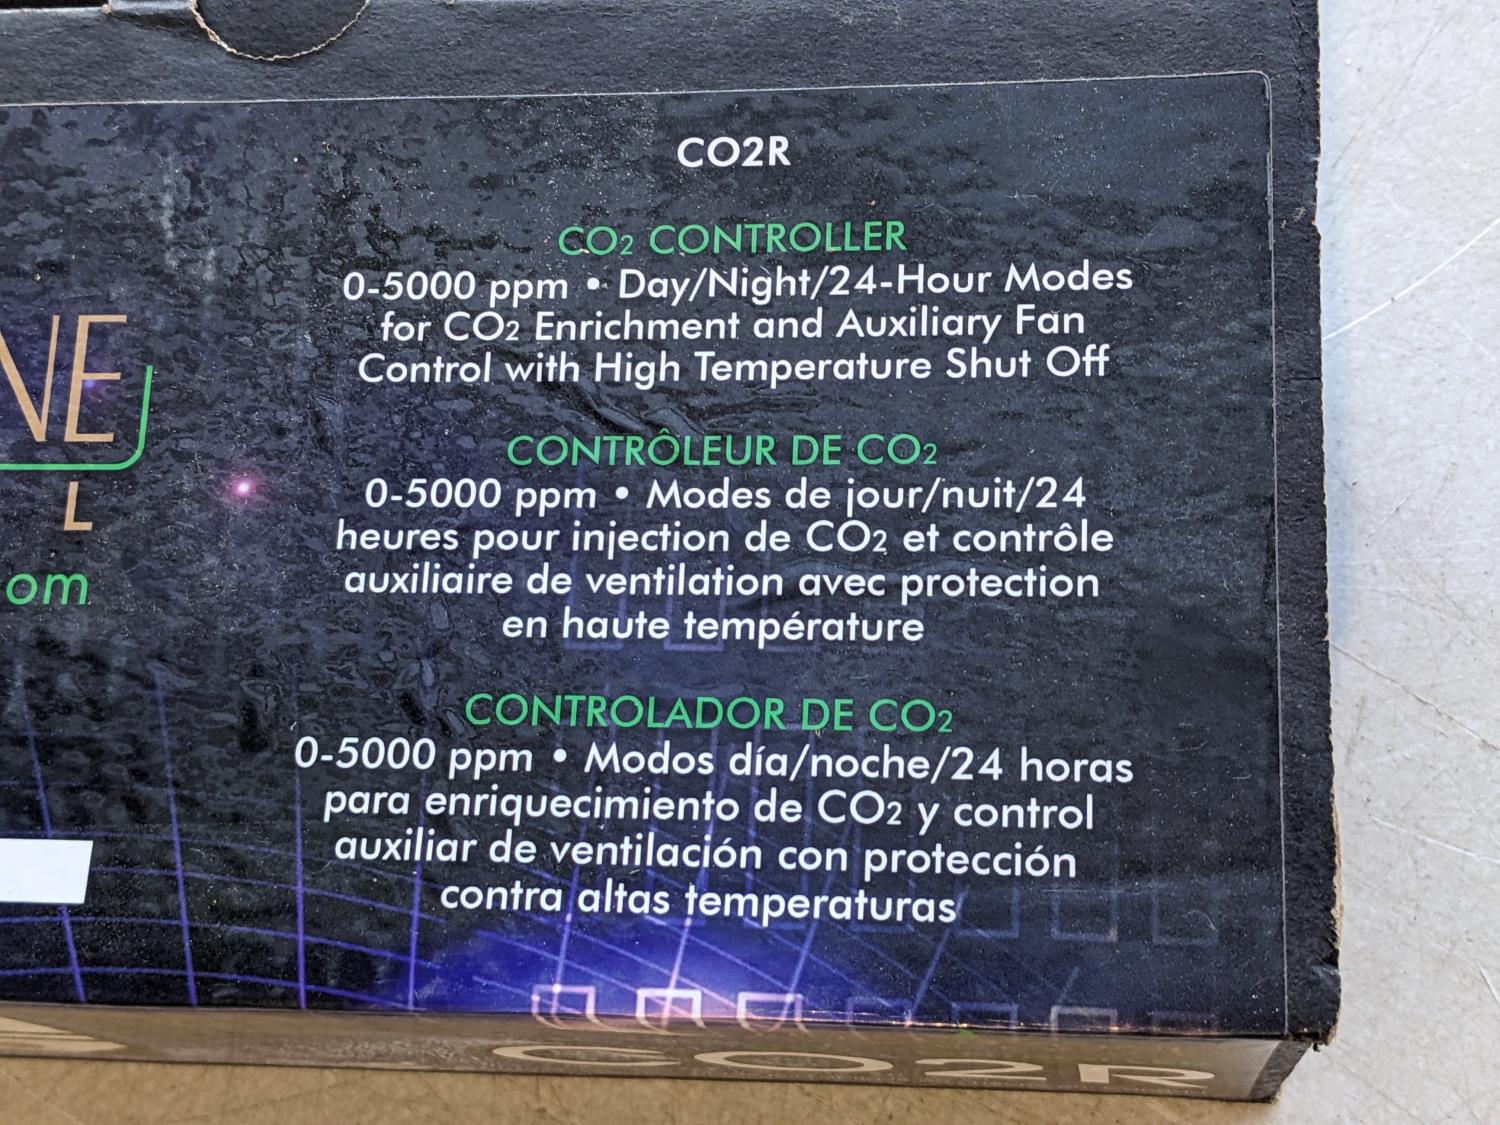 CO2R
CO2 CONTROLLER
0-5000 ppm • Day/Night/24-Hour Modes
for CO2 Enrichment and Auxiliary Fan
Control with High Temperature Shut Off
CONTRÔLEUR DE CO2
0-5000 ppm • Modes de jour/nuit/24
heures pour injection de CO2 et contrôle
auxiliaire de ventilation avec protection
en haute température
CONTROLADOR DE CO2
0-5000 ppm • Modos día/noche/24 horas
para enriquecimiento de CO2 y control
auxiliar de ventilación con protección
contra altas temperaturas
NE
L
om
CO2R